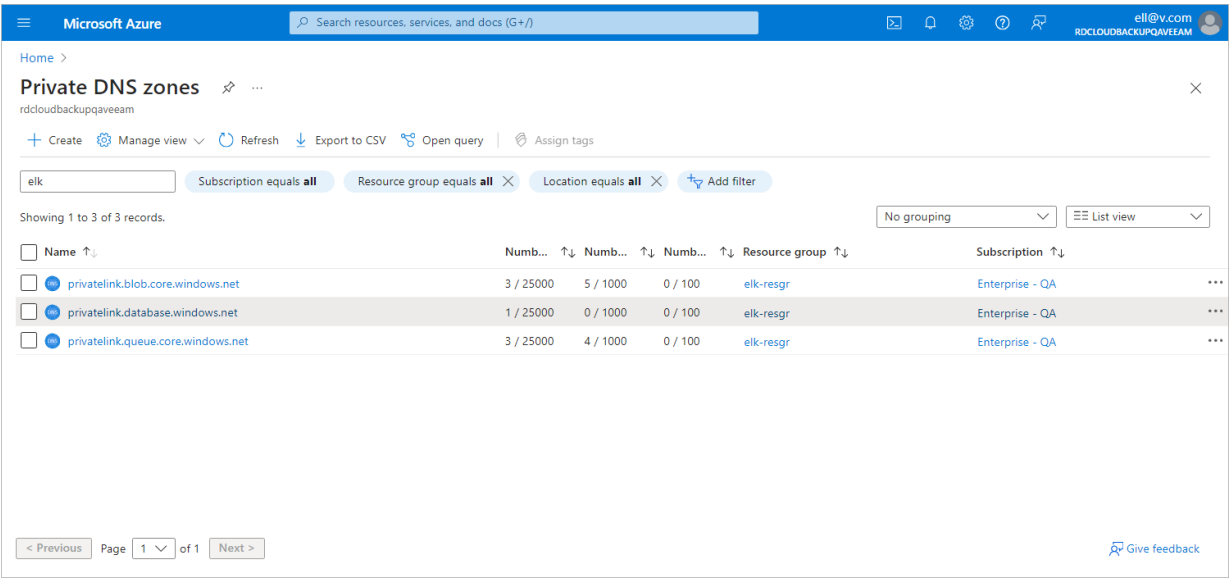 Microsoft Azure
Search resources, services, and docs (G+/)
ell@v.com
RDCLOUDBACKUPQAVEEAM
Home >
Private DNS zones
rdcloudbackupqaveeam
Create Manage view Refresh Export to CSV Open query Assign tags
elk Subscription equals all Resource group equals all Location equals all Add filter
Showing 1 to 3 of 3 records. No grouping List view
Name Numb... Numb... Numb... Resource group Subscription
DNS privatelink.blob.core.windows.net 3 / 25000 5 / 1000 0 / 100 elk-resgr Enterprise - QA
DNS privatelink.database.windows.net 1 / 25000 0 / 1000 0 / 100 elk-resgr Enterprise - QA
DNS privatelink.queue.core.windows.net 3 / 25000 4 / 1000 0 / 100 elk-resgr Enterprise - QA
< Previous Page 1 of 1 Next > Give feedback